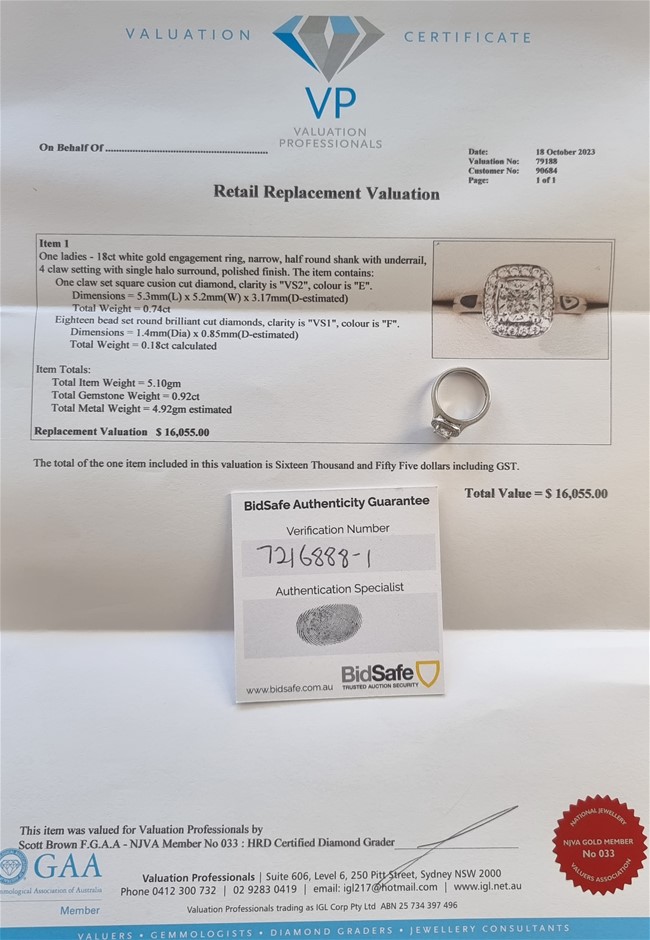 VALUATION CERTIFICATE
VP
VALUATION
PROFESSIONALS
On Behalf Of
Date: 18 October 2023
Valuation No: 79188
Customer No: 90684
Page: 1 of 1
Retail Replacement Valuation
Item 1
One ladies - 18ct white gold engagement ring, narrow, half round shank with underrail,
4 claw setting with single halo surround, polished finish. The item contains:
One claw set square cusion cut diamond, clarity is "VS2", colour is "E".
Dimensions = 5.3mm(L) x 5.2mm(W) x 3.17mm(D-estimated)
Total Weight = 0.74ct
Eighteen bead set round brilliant cut diamonds, clarity is "VS1", colour is "F".
Dimensions = 1.4mm(Dia) x 0.85mm(D-estimated)
Total Weight = 0.18ct calculated
Item Totals:
Total Item Weight = 5.10gm
Total Gemstone Weight = 0.92ct
Total Metal Weight = 4.92gm estimated
Replacement Valuation $ 16,055.00
The total of the one item included in this valuation is Sixteen Thousand and Fifty Five dollars including GST.
Total Value = $ 16,055.00
BidSafe Authenticity Guarantee
Verification Number
7216888-1
Authentication Specialist
www.bidsafe.com.au
BidSafe
TRUSTED AUCTION SECURITY
This item was valued for Valuation Professionals by
Scott Brown F.G.A.A - NJVA Member No 033 : HRD Certified Diamond Grader
NATIONAL JEWELLERY
NJVA GOLD MEMBER
No 033
VALUERS ASSOCIATION
GAA
mological Association of Australia
Member
Valuation Professionals | Suite 606, Level 6, 250 Pitt Street, Sydney NSW 2000
Phone 0412 300 732 | 02 9283 0419 | email: igl217@hotmail.com | www.igl.net.au
Valuation Professionals trading as IGL Corp Pty Ltd ABN 25 734 397 496
VALUERS • GEMMOLOGISTS • DIAMOND GRADERS • JEWELLERY CONSULTANTS